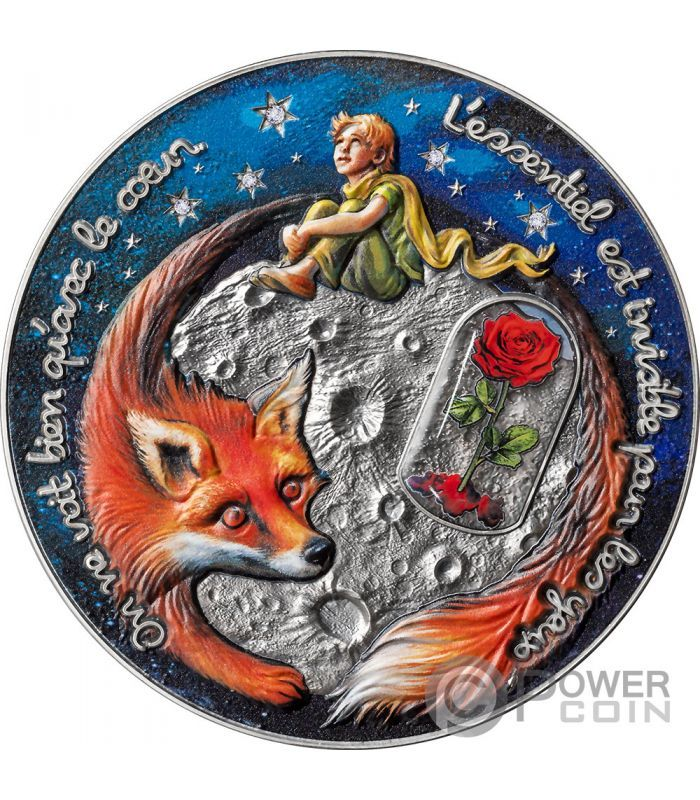 On ne voit bien qu'avec le cœur.
L'essentiel est invisible pour les yeux
POWER
COIN